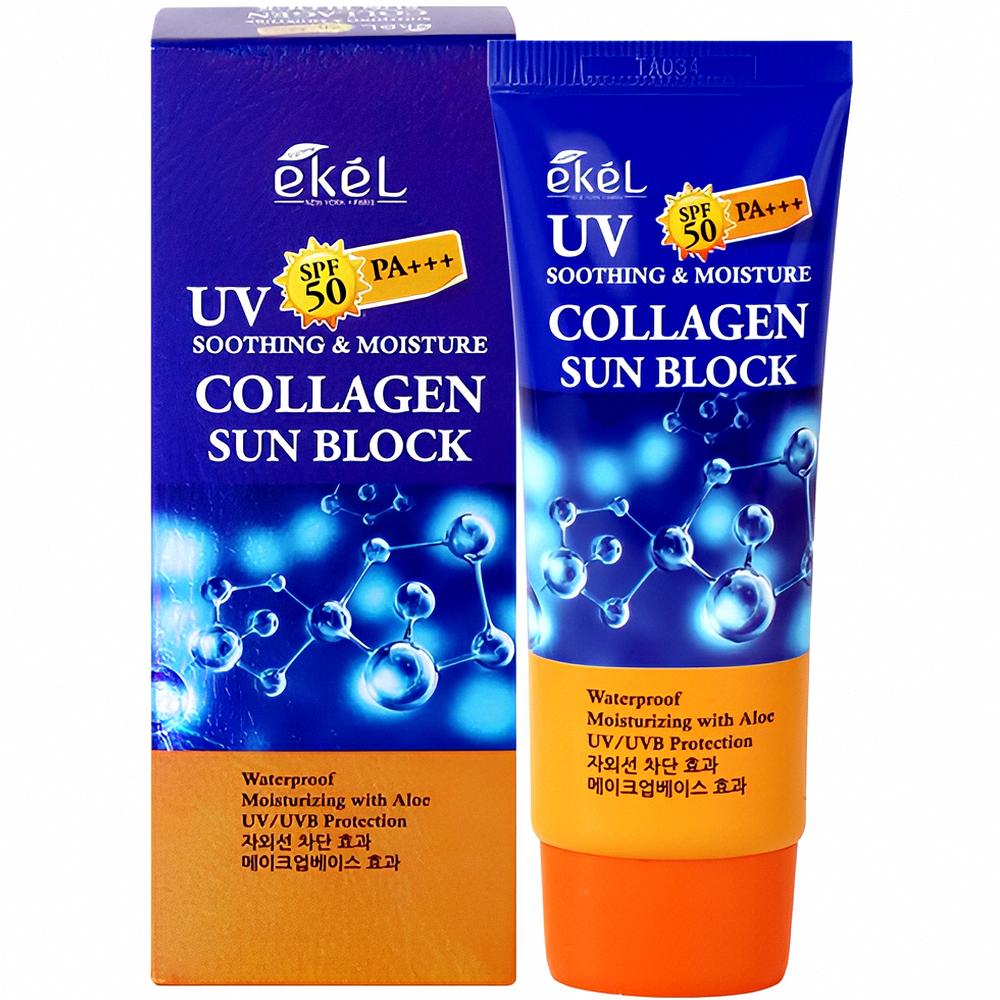 ekeL
SPF
50
PA+++
UV
SOOTHING & MOISTURE
COLLAGEN
SUN BLOCK
Waterproof
Moisturizing with Aloe
UV/UVB Protection
자외선 차단 효과
메이크업베이스 효과
TA034
ekeL
SPF
50
PA+++
UV
SOOTHING & MOISTURE
COLLAGEN
SUN BLOCK
Waterproof
Moisturizing with Aloe
UV/UVB Protection
자외선 차단 효과
메이크업베이스 효과